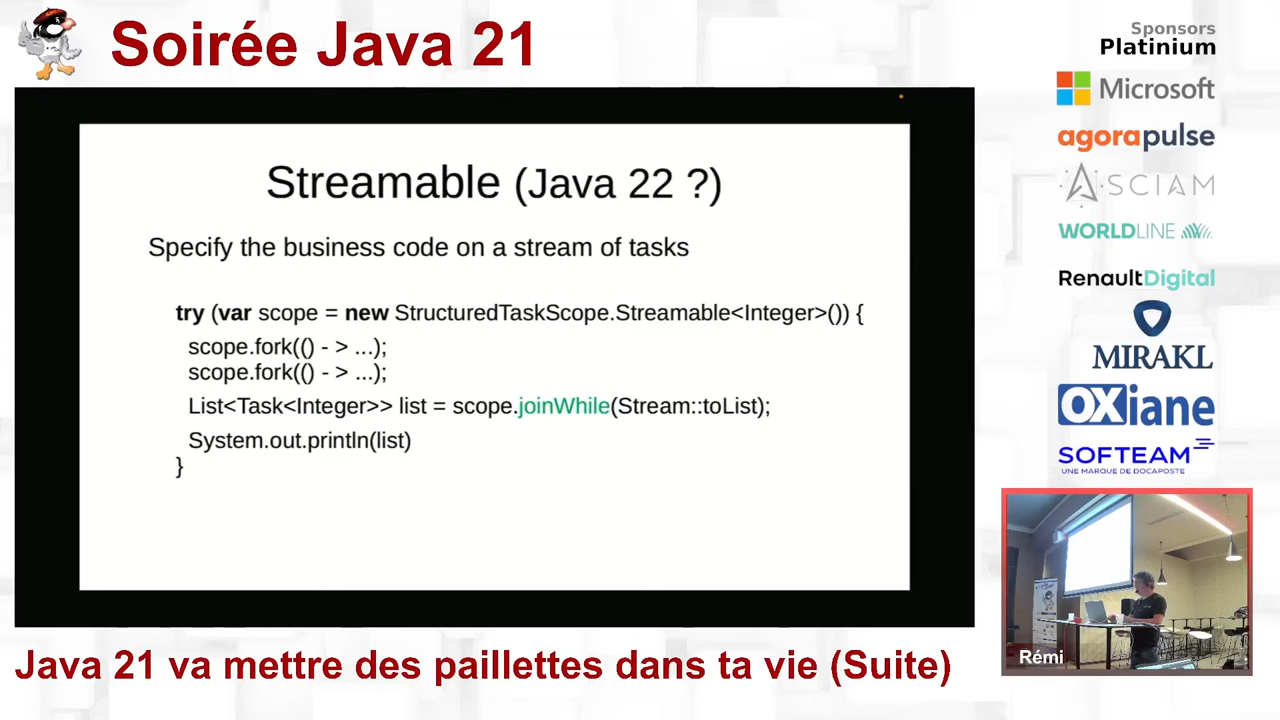 Soirée Java 21
Sponsors
Platinium
Microsoft
agorapulse
ASCIAM
WORLDLINE
RenaultDigital
MIRAKL
OXiane
SOFTEAM
UNE MARQUE DE DOCAPOSTE
Streamable (Java 22 ?)
Specify the business code on a stream of tasks
try (var scope = new StructuredTaskScope.Streamable<Integer>()) {
scope.fork(() - > ...);
scope.fork(() - > ...);
List<Task<Integer>> list = scope.joinWhile(Stream::toList);
System.out.println(list)
}
Rémi
Java 21 va mettre des paillettes dans ta vie (Suite)